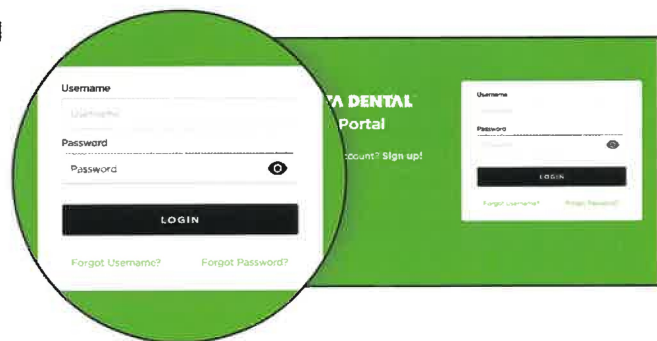 Username
Username
Password
Password
LOGIN
Forgot Username?
Forgot Password?
TA DENTAL
Portal
ccount? Sign up!
Username
Password
LOGIN
Forgot Username?
Forgot Password?